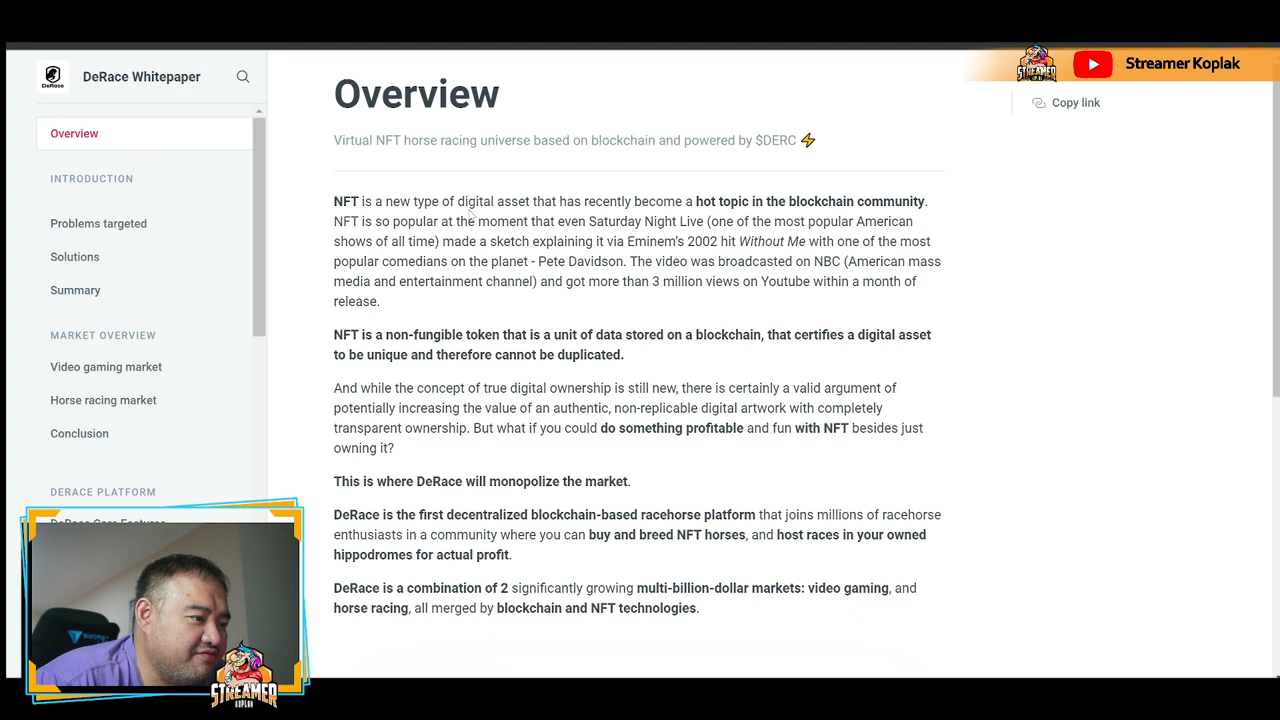 DeRace
DeRace Whitepaper
STREAMER
KOPLAK
Streamer Koplak
Overview
INTRODUCTION
Problems targeted
Solutions
Summary
MARKET OVERVIEW
Video gaming market
Horse racing market
Conclusion
DERACE PLATFORM
DeRace Core Features
Overview
Virtual NFT horse racing universe based on blockchain and powered by $DERC ⚡
Copy link
NFT is a new type of digital asset that has recently become a hot topic in the blockchain community.
NFT is so popular at the moment that even Saturday Night Live (one of the most popular American
shows of all time) made a sketch explaining it via Eminem's 2002 hit Without Me with one of the most
popular comedians on the planet - Pete Davidson. The video was broadcasted on NBC (American mass
media and entertainment channel) and got more than 3 million views on Youtube within a month of
release.
NFT is a non-fungible token that is a unit of data stored on a blockchain, that certifies a digital asset
to be unique and therefore cannot be duplicated.
And while the concept of true digital ownership is still new, there is certainly a valid argument of
potentially increasing the value of an authentic, non-replicable digital artwork with completely
transparent ownership. But what if you could do something profitable and fun with NFT besides just
owning it?
This is where DeRace will monopolize the market.
DeRace is the first decentralized blockchain-based racehorse platform that joins millions of racehorse
enthusiasts in a community where you can buy and breed NFT horses, and host races in your owned
hippodromes for actual profit.
DeRace is a combination of 2 significantly growing multi-billion-dollar markets: video gaming, and
horse racing, all merged by blockchain and NFT technologies.
STREAMER
KOPLAK